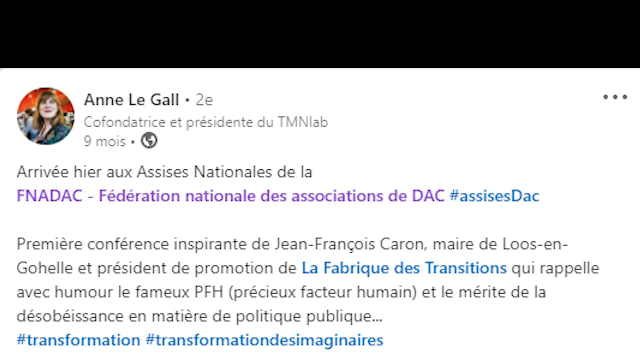 Anne Le Gall • 2e
Cofondatrice et présidente du TMNlab
9 mois •
Arrivée hier aux Assises Nationales de la
FNADAC - Fédération nationale des associations de DAC #assisesDac
Première conférence inspirante de Jean-François Caron, maire de Loos-en-
Gohelle et président de promotion de La Fabrique des Transitions qui rappelle
avec humour le fameux PFH (précieux facteur humain) et le mérite de la
désobéissance en matière de politique publique...
#transformation #transformationdesimaginaires